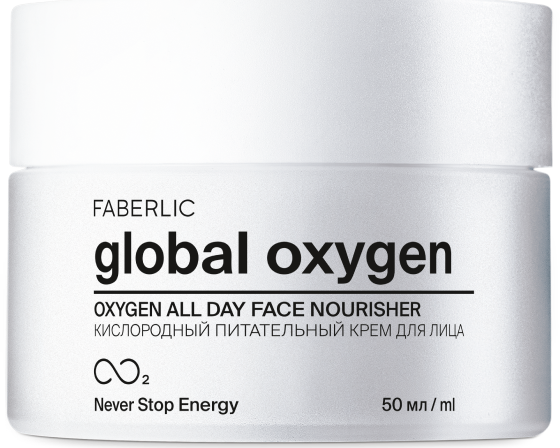 FABERLIC
global oxygen
OXYGEN ALL DAY FACE NOURISHER
КИСЛОРОДНЫЙ ПИТАТЕЛЬНЫЙ КРЕМ ДЛЯ ЛИЦА
∞₂
Never Stop Energy 50 мл / ml